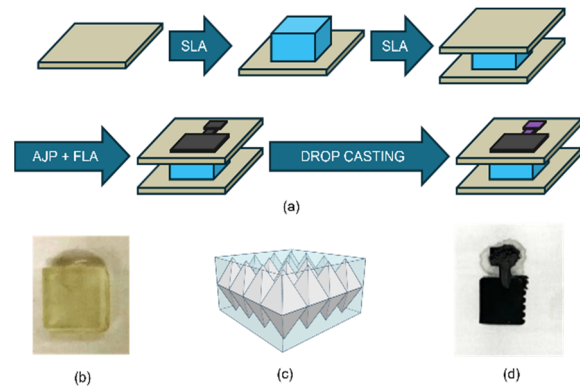 SLA
SLA
AJP + FLA
DROP CASTING
(a)
(b)
(c)
(d)